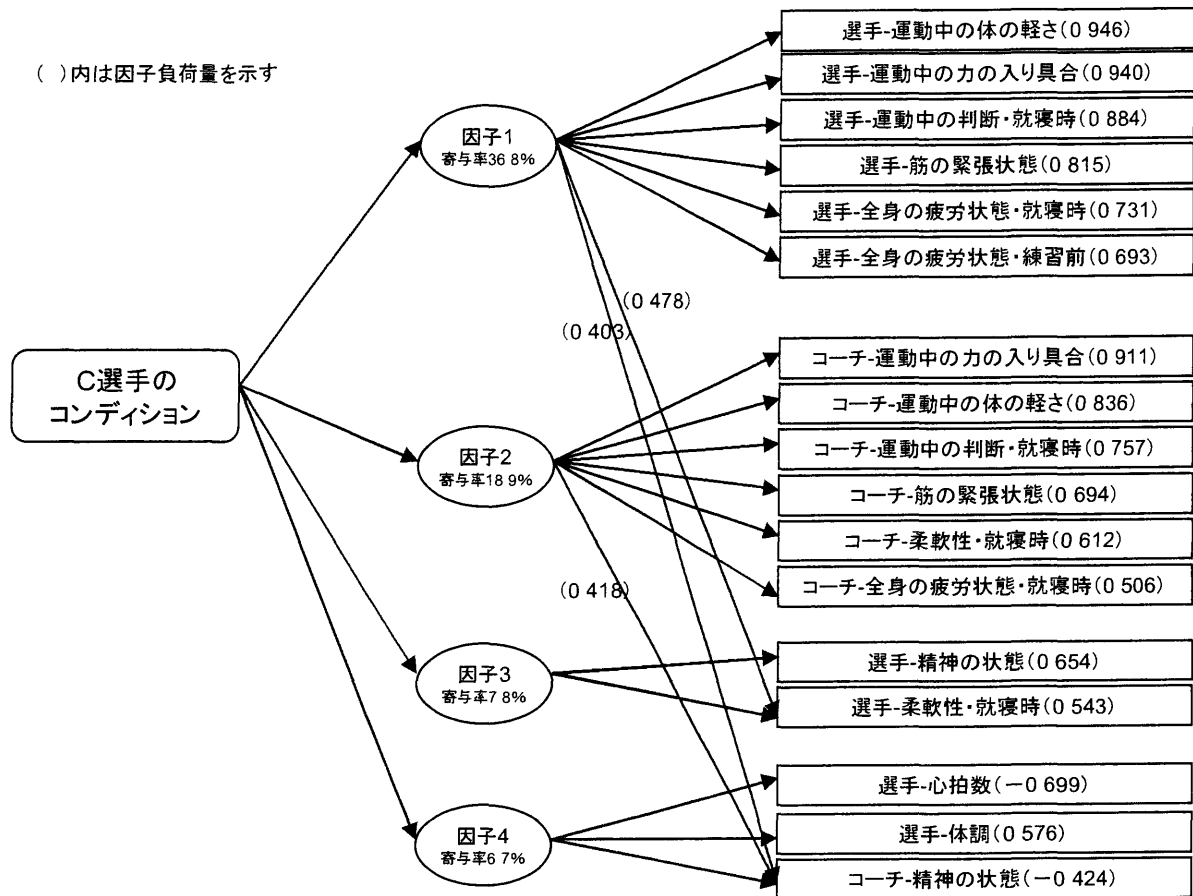 ( )内は因子負荷量を示す
C選手の
コンディション
因子1
寄与率36 8%
選手-運動中の体の軽さ(0 946)
選手-運動中の力の入り具合(0 940)
選手-運動中の判断・就寝時(0 884)
選手-筋の緊張状態(0 815)
選手-全身の疲労状態・就寝時(0 731)
選手-全身の疲労状態・練習前(0 693)
(0 478)
(0 403)
因子2
寄与率18 9%
コーチ-運動中の力の入り具合(0 911)
コーチ-運動中の体の軽さ(0 836)
コーチ-運動中の判断・就寝時(0 757)
コーチ-筋の緊張状態(0 694)
コーチ-柔軟性・就寝時(0 612)
コーチ-全身の疲労状態・就寝時(0 506)
(0 418)
因子3
寄与率7 8%
選手-精神の状態(0 654)
選手-柔軟性・就寝時(0 543)
因子4
寄与率6 7%
選手-心拍数(-0 699)
選手-体調(0 576)
コーチ-精神の状態(-0 424)